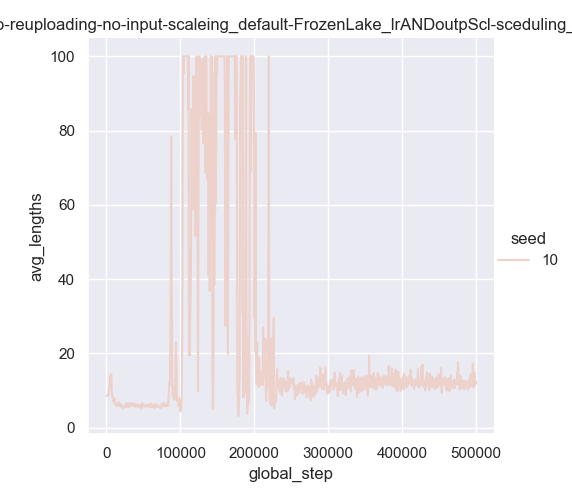 o-reuploading-no-input-scaleing_default-FrozenLake_lrANDoutpScl-sceduling_
100
80
60
40
20
0
avg_lengths
0 100000 200000 300000 400000 500000
global_step
seed
10